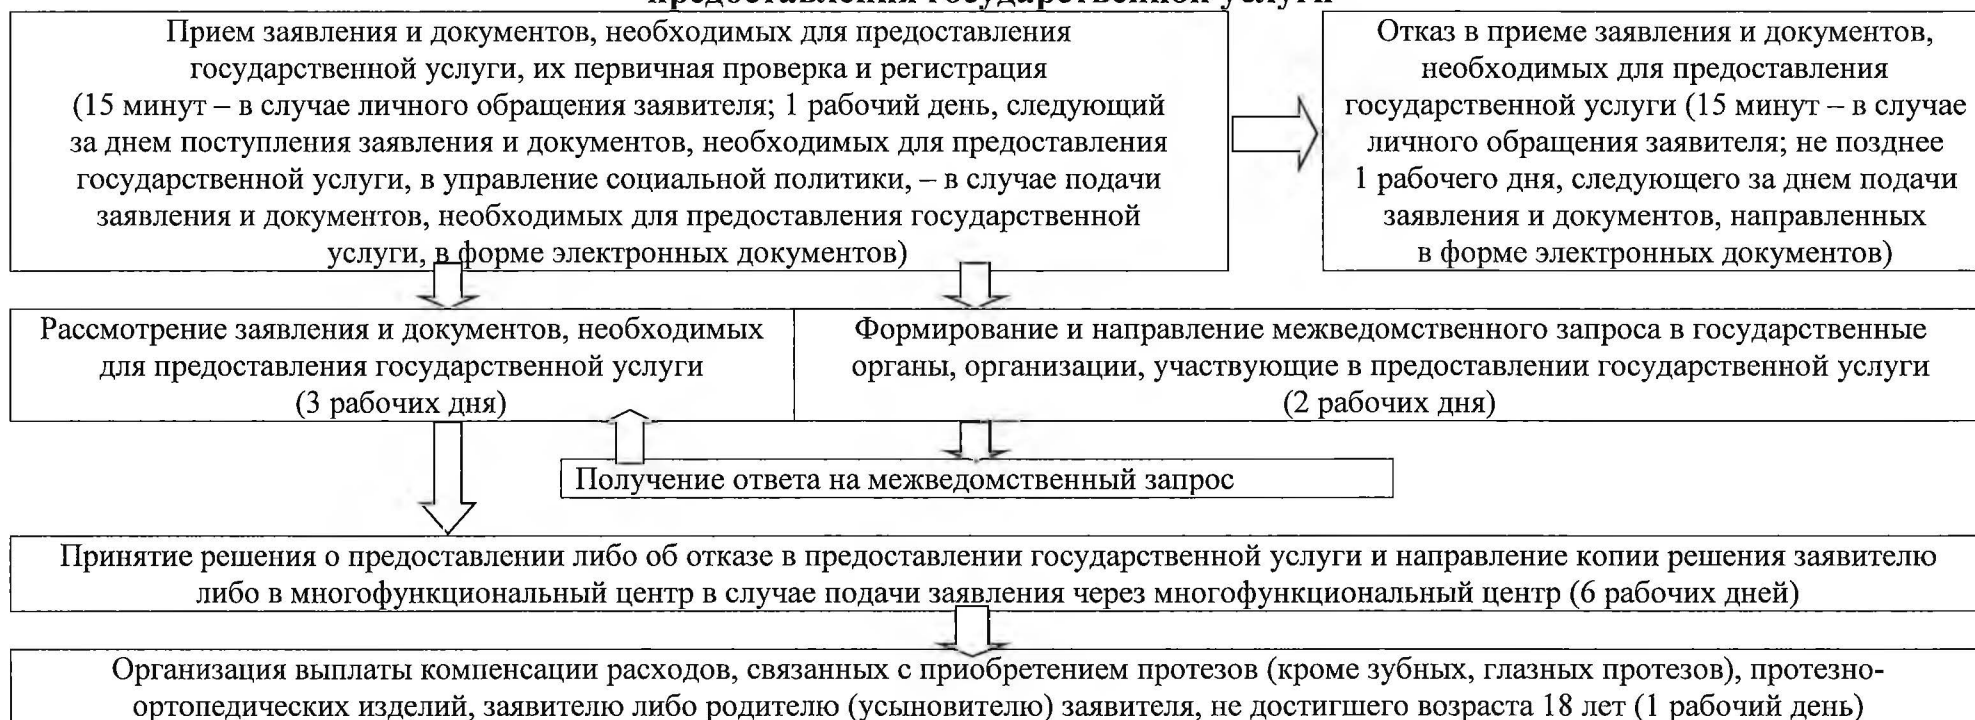 предоставления государственной услуги
Прием заявления и документов, необходимых для предоставления
государственной услуги, их первичная проверка и регистрация
(15 минут – в случае личного обращения заявителя; 1 рабочий день, следующий
за днем поступления заявления и документов, необходимых для предоставления
государственной услуги, в управление социальной политики, – в случае подачи
заявления и документов, необходимых для предоставления государственной
услуги, в форме электронных документов)
Отказ в приеме заявления и документов,
необходимых для предоставления
государственной услуги (15 минут – в случае
личного обращения заявителя; не позднее
1 рабочего дня, следующего за днем подачи
заявления и документов, направленных
в форме электронных документов)
Рассмотрение заявления и документов, необходимых
для предоставления государственной услуги
(3 рабочих дня)
Формирование и направление межведомственного запроса в государственные
органы, организации, участвующие в предоставлении государственной услуги
(2 рабочих дня)
Получение ответа на межведомственный запрос
Принятие решения о предоставлении либо об отказе в предоставлении государственной услуги и направление копии решения заявителю
либо в многофункциональный центр в случае подачи заявления через многофункциональный центр (6 рабочих дней)
Организация выплаты компенсации расходов, связанных с приобретением протезов (кроме зубных, глазных протезов), протезно-
ортопедических изделий, заявителю либо родителю (усыновителю) заявителя, не достигшего возраста 18 лет (1 рабочий день)